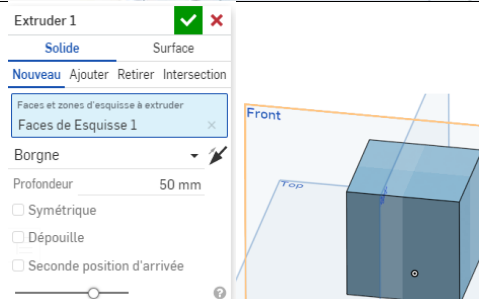 Extruder 1
Solide Surface
Nouveau Ajouter Retirer Intersection
Faces et zones d'esquisse à extruder
Faces de Esquisse 1
Borgne
Profondeur 50 mm
Symétrique
Dépouille
Seconde position d'arrivée
Front
Top